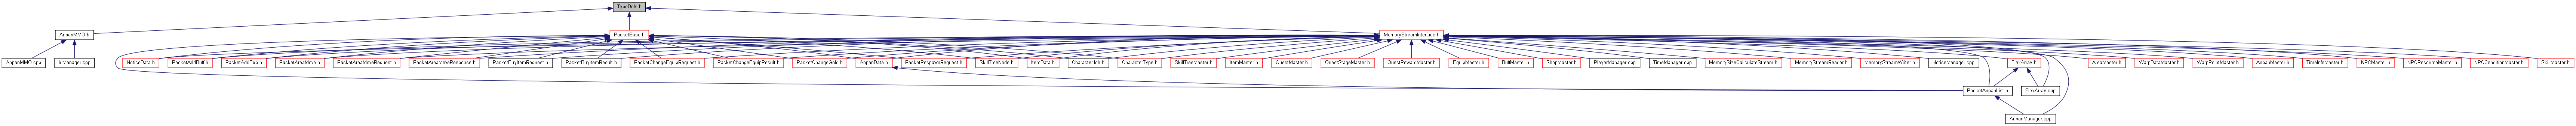 TypeDefs.h
AnpanMMO.h
PacketBase.h
MemoryStreamInterface.h
AnpanMMO.cpp
IdManager.cpp
NoticeData.h
PacketAddBuff.h
PacketAddExp.h
PacketAreaMove.h
PacketAreaMoveRequest.h
PacketAreaMoveResponse.h
PacketBuyItemRequest.h
PacketBuyItemResult.h
PacketChangeEquipRequest.h
PacketChangeEquipResult.h
PacketChangeGold.h
AnpanData.h
PacketRespawnRequest.h
SkillTreeNode.h
ItemData.h
CharacterJob.h
CharacterType.h
SkillTreeMaster.h
ItemMaster.h
QuestMaster.h
QuestStageMaster.h
QuestRewardMaster.h
EquipMaster.h
BuffMaster.h
ShopMaster.h
PlayerManager.cpp
TimeManager.cpp
MemorySizeCalculateStream.h
MemoryStreamReader.h
MemoryStreamWriter.h
NoticeManager.cpp
FlexArray.h
AreaMaster.h
WarpDataMaster.h
WarpPointMaster.h
AnpanMaster.h
TimeInfoMaster.h
NPCMaster.h
NPCResourceMaster.h
NPCConditionMaster.h
SkillMaster.h
PacketAnpanList.h
FlexArray.cpp
AnpanManager.cpp